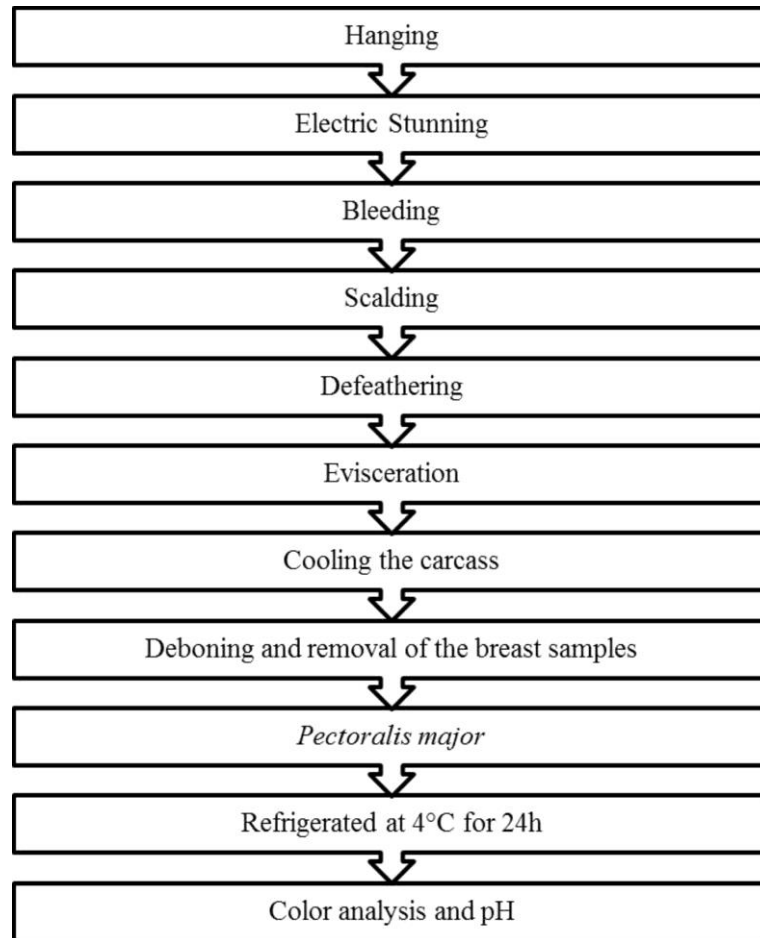 Hanging
Electric Stunning
Bleeding
Scalding
Defeathering
Evisceration
Cooling the carcass
Deboning and removal of the breast samples
Pectoralis major
Refrigerated at 4°C for 24h
Color analysis and pH